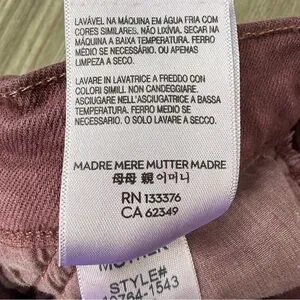 LAVÁVEL NA MÁQUINA EM ÁGUA FRIA COM
CORES SIMILARES. NÃO LIXÍVIA. SECAR NA
MÁQUINA A BAIXA TEMPERATURA. FERRO
MÉDIO SE NECESSÁRIO. OU APENAS
LIMPEZA A SECO.
LAVARE IN LAVATRICE A FREDDO CON
COLORI SIMILI. NON CANDEGGIARE.
ASCIUGARE NELL'ASCIUGATRICE A BASSA
TEMPERATURA. FERRO MEDIO SE
NECESSARIO. O SOLO LAVARE A SECCO.
MADRE MERE MUTTER MADRE
母母 親 어머니
RN 133376
CA 62349
MOTHER
STYLE#
10764-1543